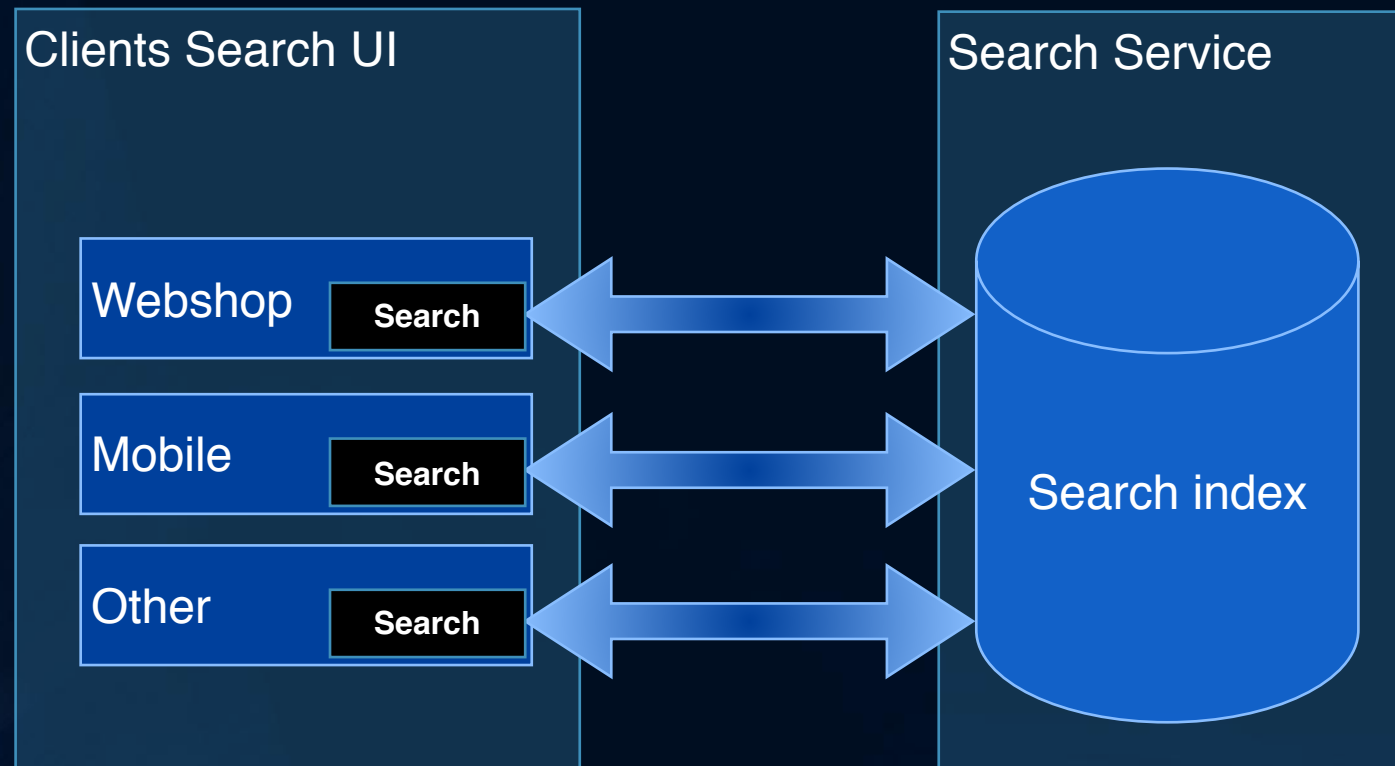 Clients Search UI
Webshop
Search
Mobile
Search
Other
Search
Search Service
Search index